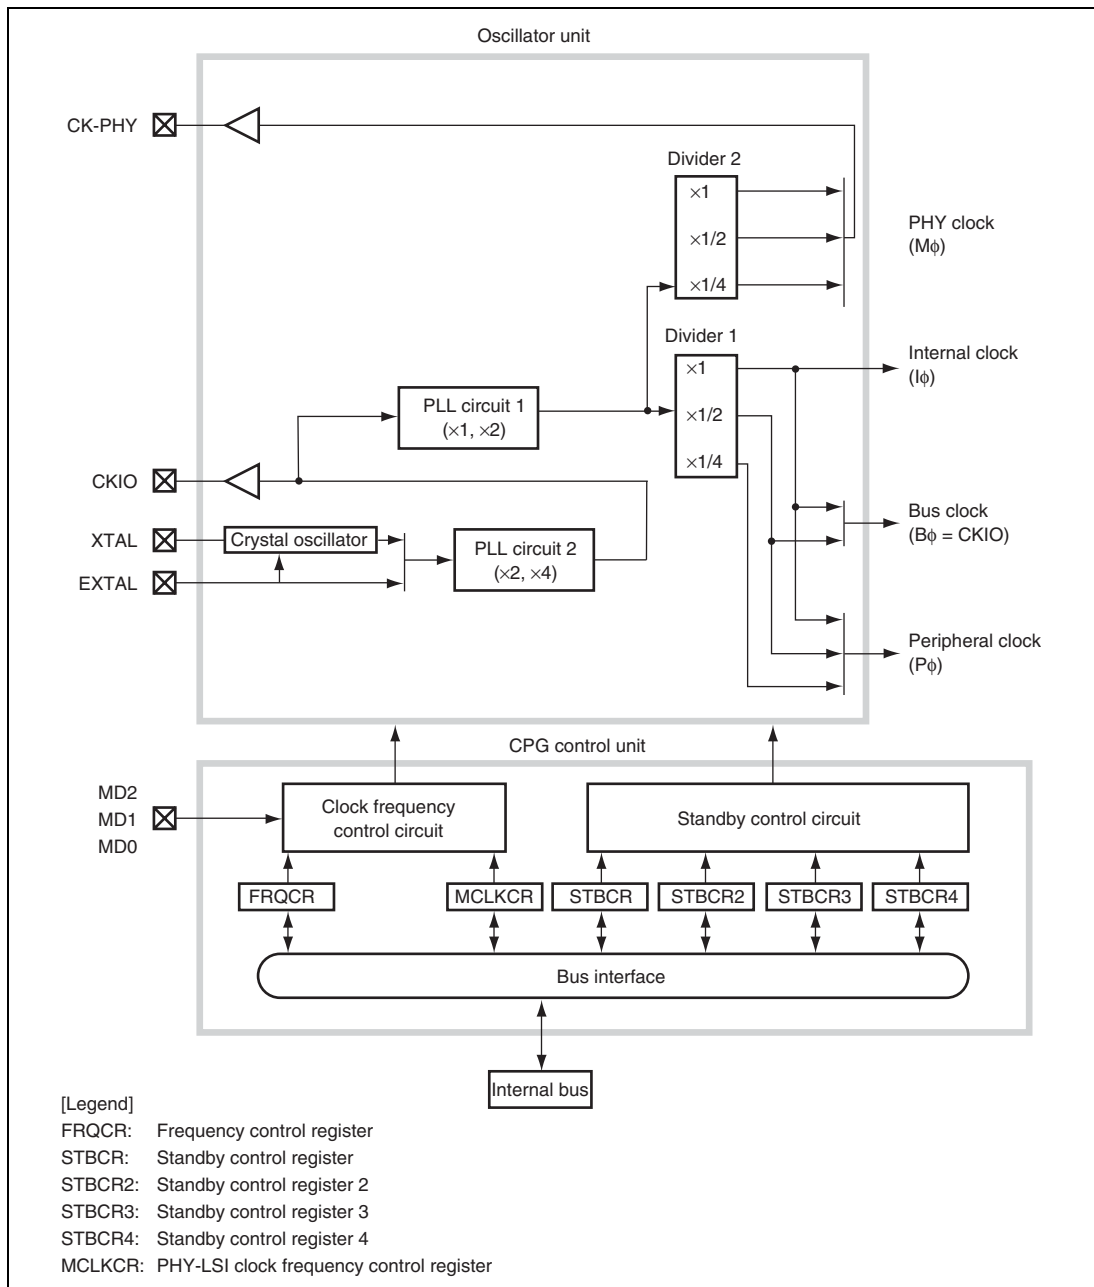 Oscillator unit
CK-PHY
Divider 2
×1
×1/2
×1/4
PHY clock
(Mϕ)
Divider 1
×1
×1/2
×1/4
Internal clock
(Iϕ)
PLL circuit 1
(×1, ×2)
CKIO
Bus clock
(Bϕ = CKIO)
XTAL
Crystal oscillator
EXTAL
PLL circuit 2
(×2, ×4)
Peripheral clock
(Pϕ)
CPG control unit
MD2
MD1
MD0
Clock frequency
control circuit
Standby control circuit
FRQCR
MCLKCR
STBCR
STBCR2
STBCR3
STBCR4
Bus interface
Internal bus
[Legend]
FRQCR: Frequency control register
STBCR: Standby control register
STBCR2: Standby control register 2
STBCR3: Standby control register 3
STBCR4: Standby control register 4
MCLKCR: PHY-LSI clock frequency control register